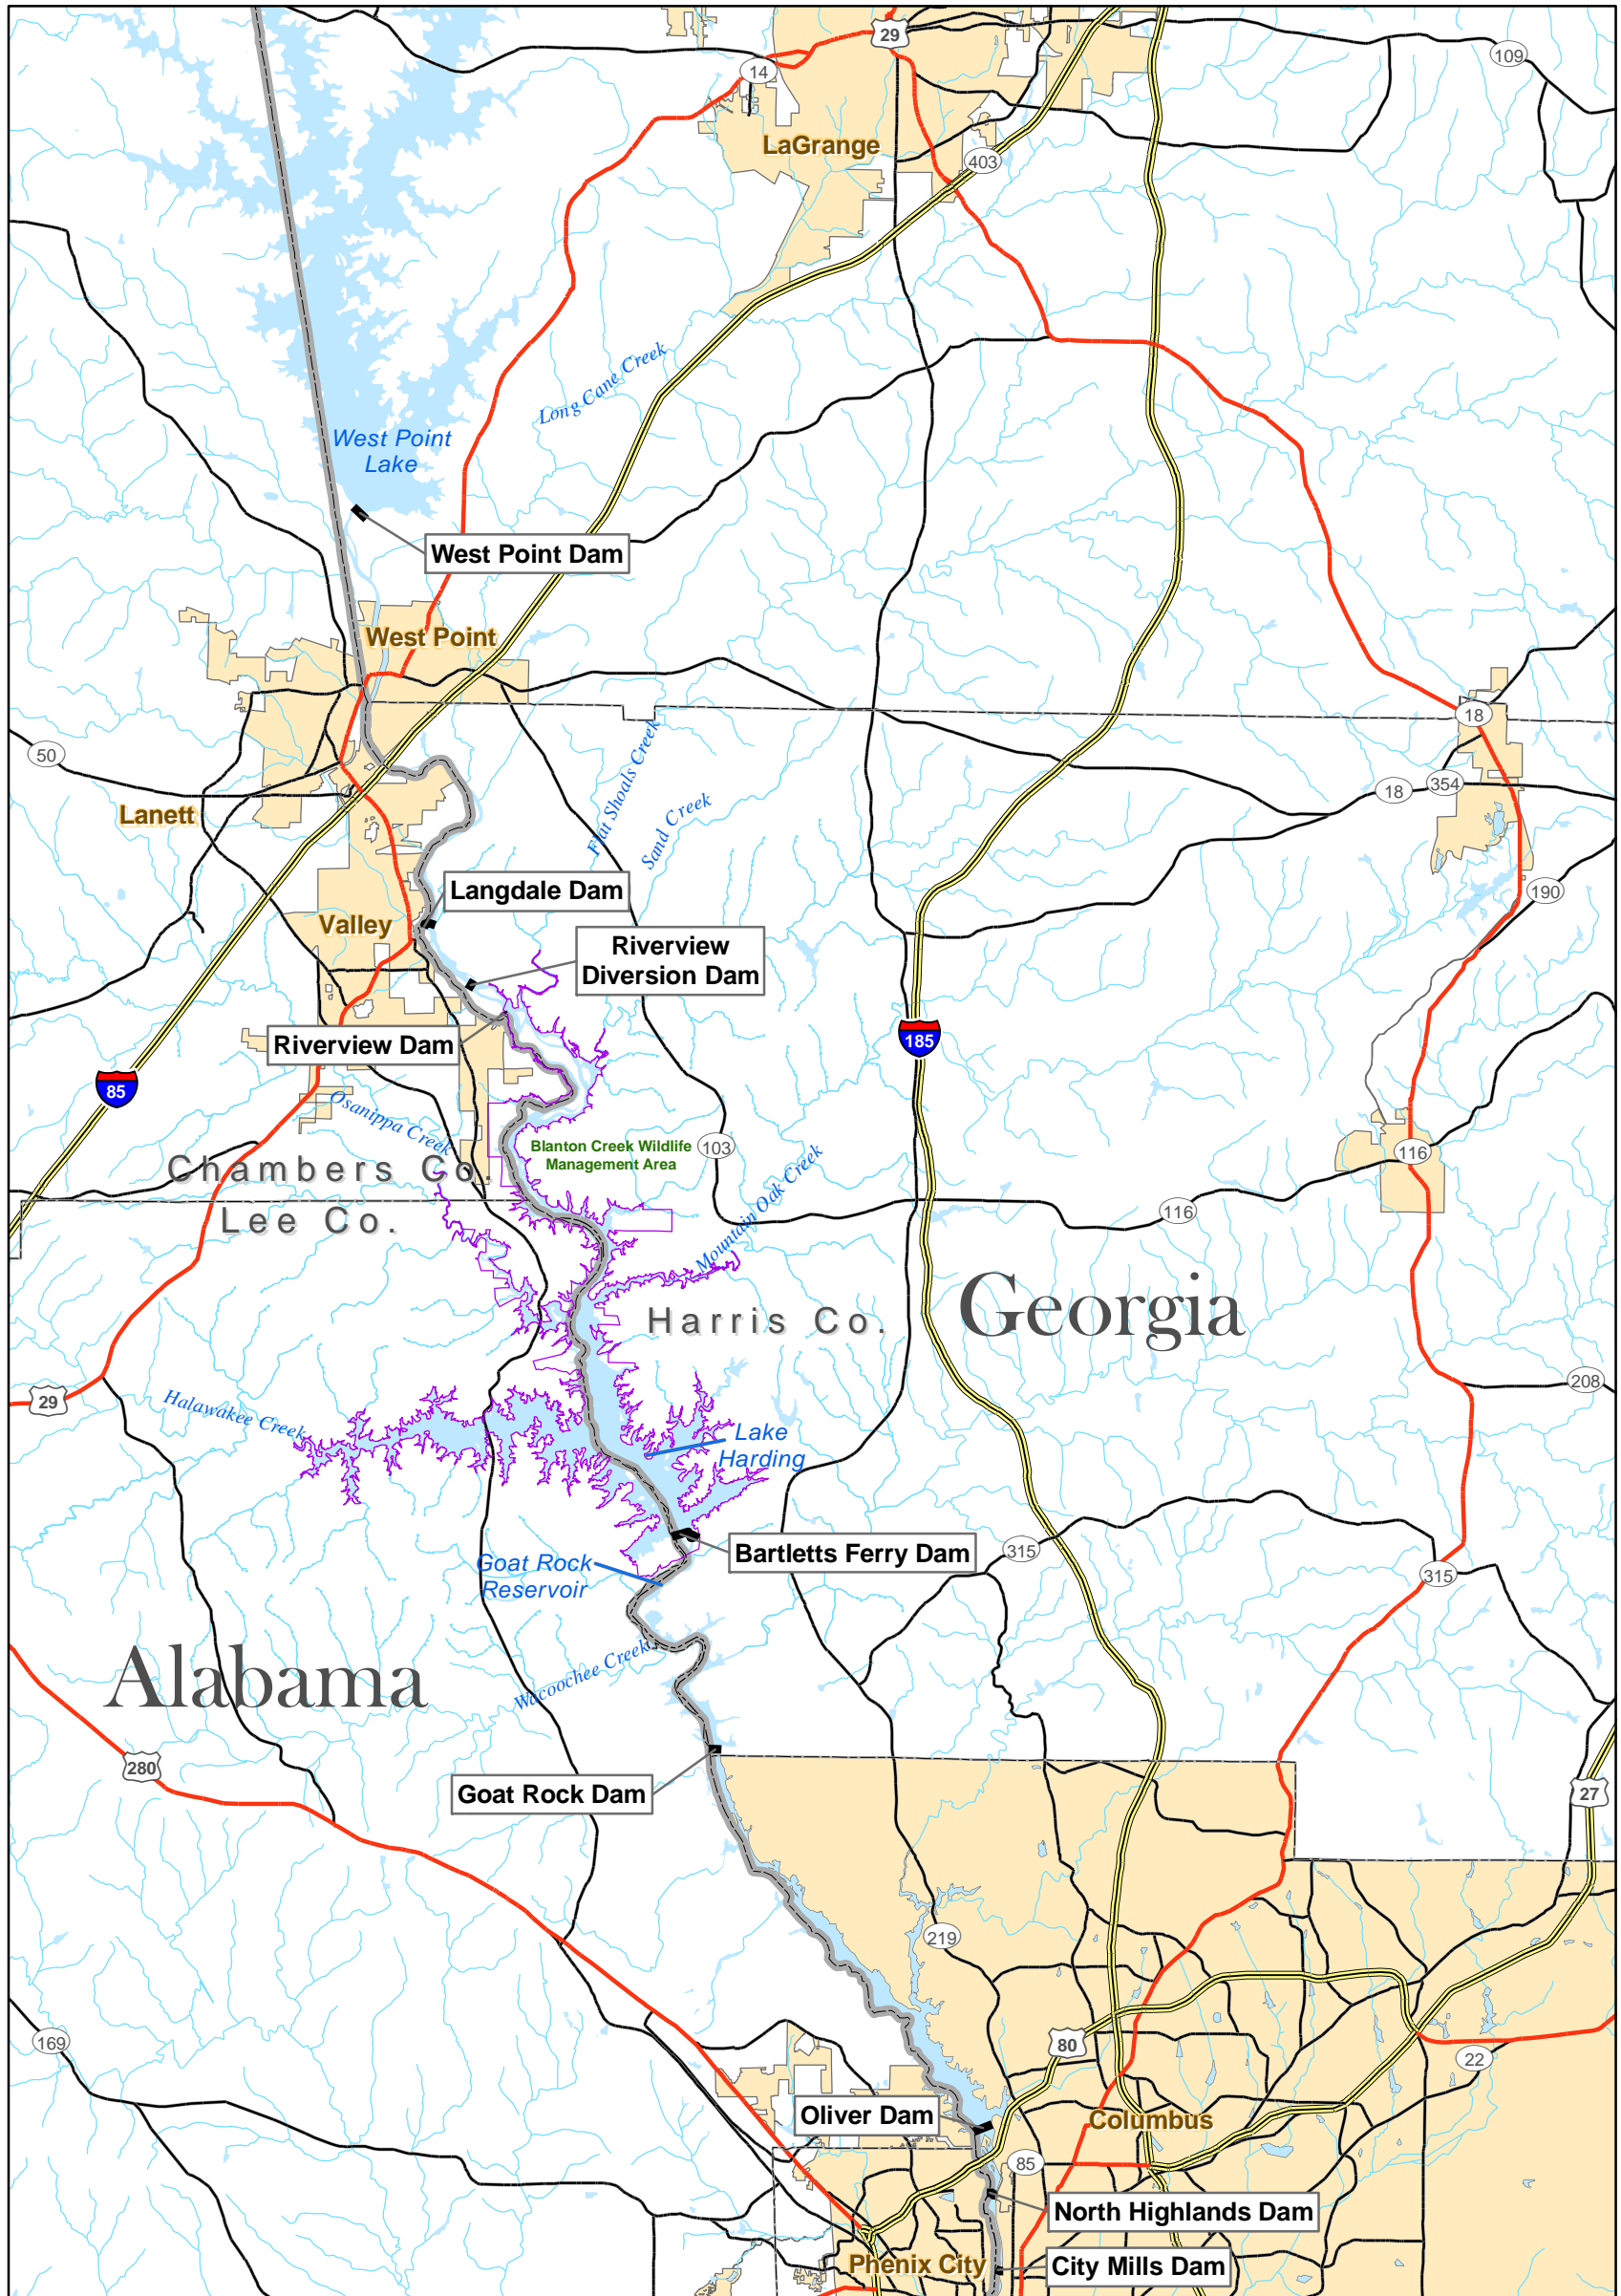 29
14
109
LaGrange
403
Long Cane Creek
West Point
Lake
West Point Dam
West Point
18
50
Flat Shoals Creek
18
354
Sand Creek
Lanett
Langdale Dam
190
Valley
Riverview
Diversion Dam
Riverview Dam
185
85
Osanippa Creek
Blanton Creek Wildlife
Management Area
103
116
Chambers Co.
Mountain Oak Creek
116
Lee Co.
Georgia
Harris Co.
208
29
Halawakee Creek
Lake
Harding
Bartletts Ferry Dam
315
Goat Rock
Reservoir
315
Alabama
Wacoochee Creek
280
Goat Rock Dam
27
219
169
80
22
Oliver Dam
Columbus
85
North Highlands Dam
Phenix City
City Mills Dam